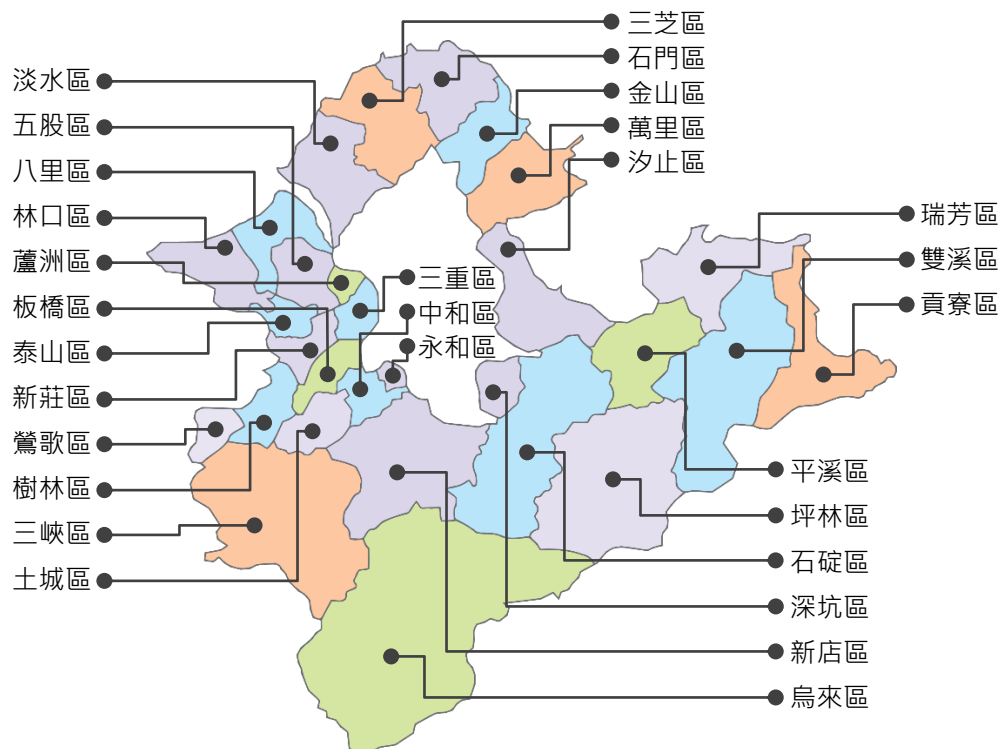 三芝區
石門區
金山區
萬里區
汐止區
淡水區
五股區
八里區
林口區
蘆洲區
板橋區
泰山區
新莊區
鶯歌區
樹林區
三峽區
土城區
三重區
中和區
永和區
瑞芳區
雙溪區
貢寮區
平溪區
坪林區
石碇區
深坑區
新店區
烏來區